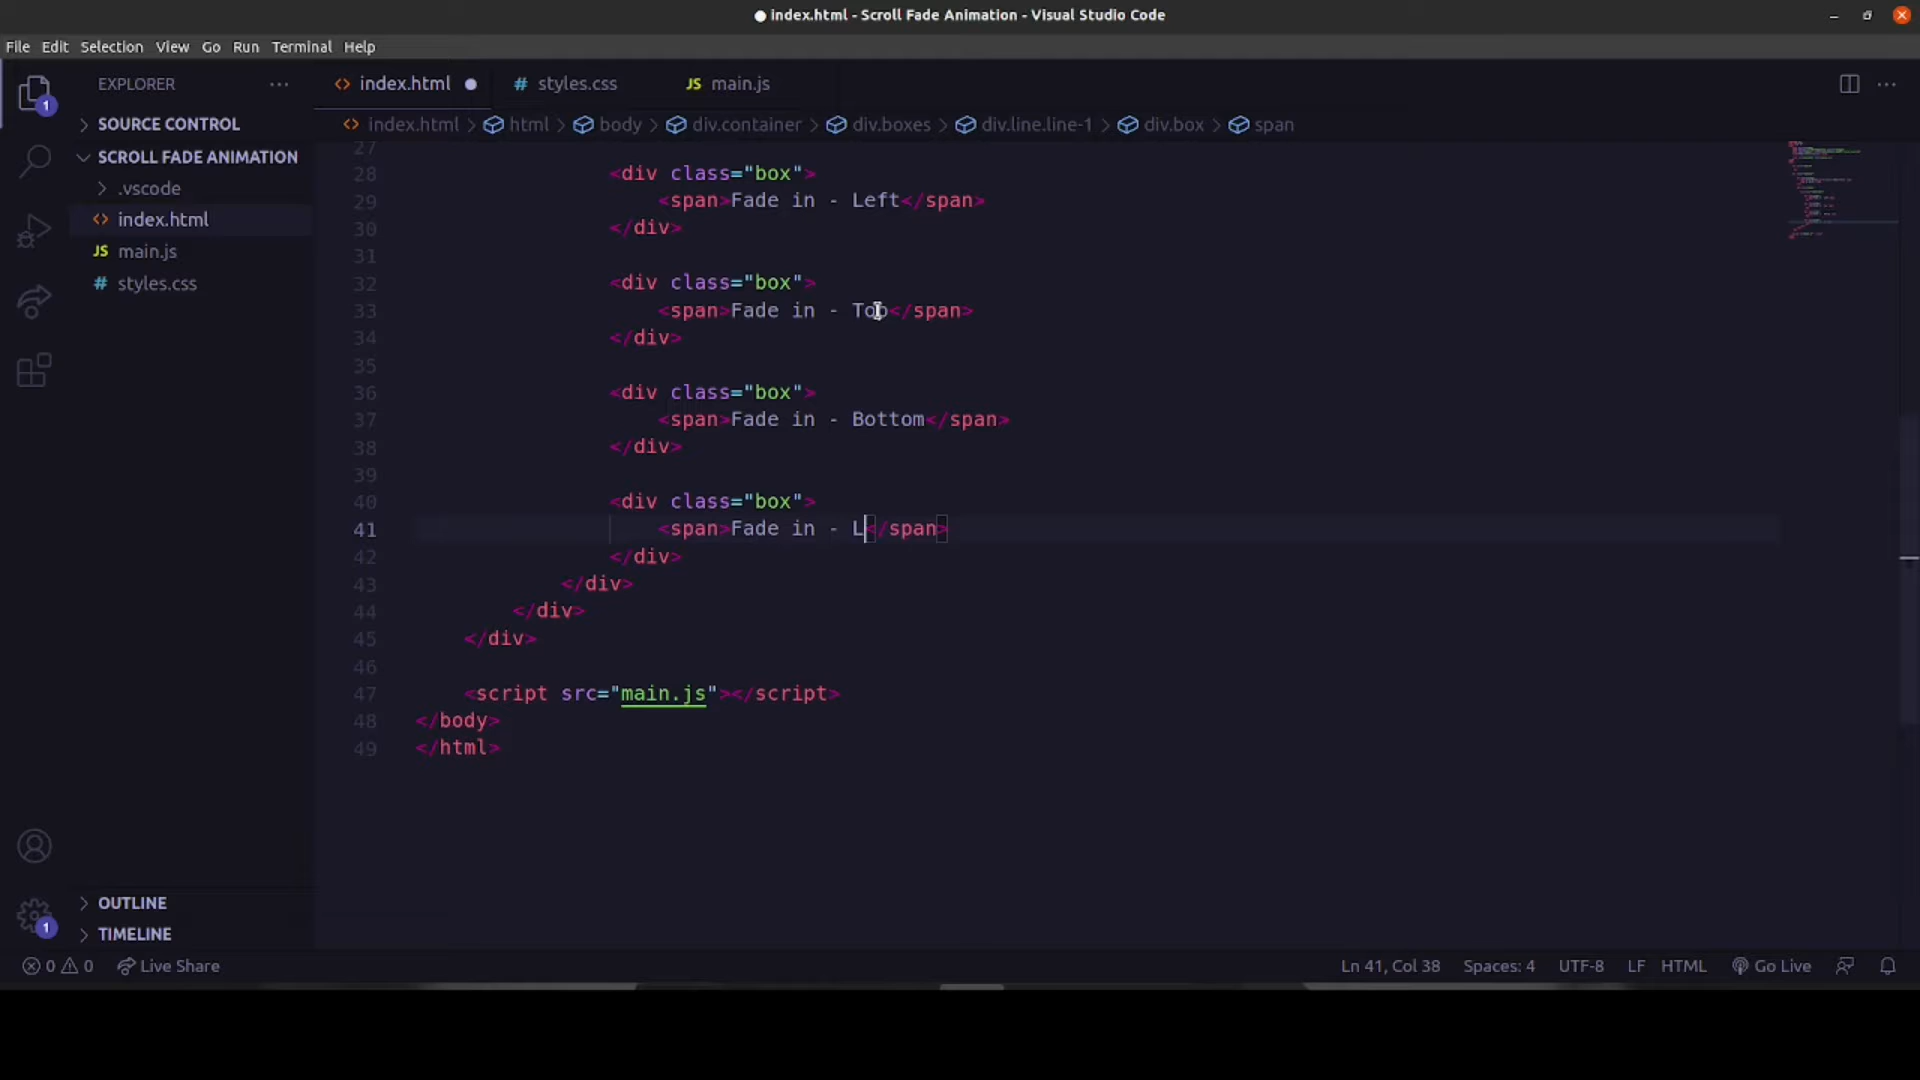 index.html - Scroll Fade Animation - Visual Studio Code
File Edit Selection View Go Run Terminal Help
EXPLORER
index.html
# styles.css
JS main.js
1
SOURCE CONTROL
SCROLL FADE ANIMATION
.vscode
index.html
JS main.js
# styles.css
index.html > html > body > div.container > div.boxes > div.line.line-1 > div.box > span
27
28 <div class="box">
29 <span>Fade in - Left</span>
30 </div>
31
32 <div class="box">
33 <span>Fade in - Top</span>
34 </div>
35
36 <div class="box">
37 <span>Fade in - Bottom</span>
38 </div>
39
40 <div class="box">
41 <span>Fade in - L</span>
42 </div>
43 </div>
44 </div>
45 </div>
46
47 <script src="main.js"></script>
48 </body>
49 </html>
OUTLINE
TIMELINE
1
0 0 Live Share
Ln 41, Col 38 Spaces: 4 UTF-8 LF HTML Go Live